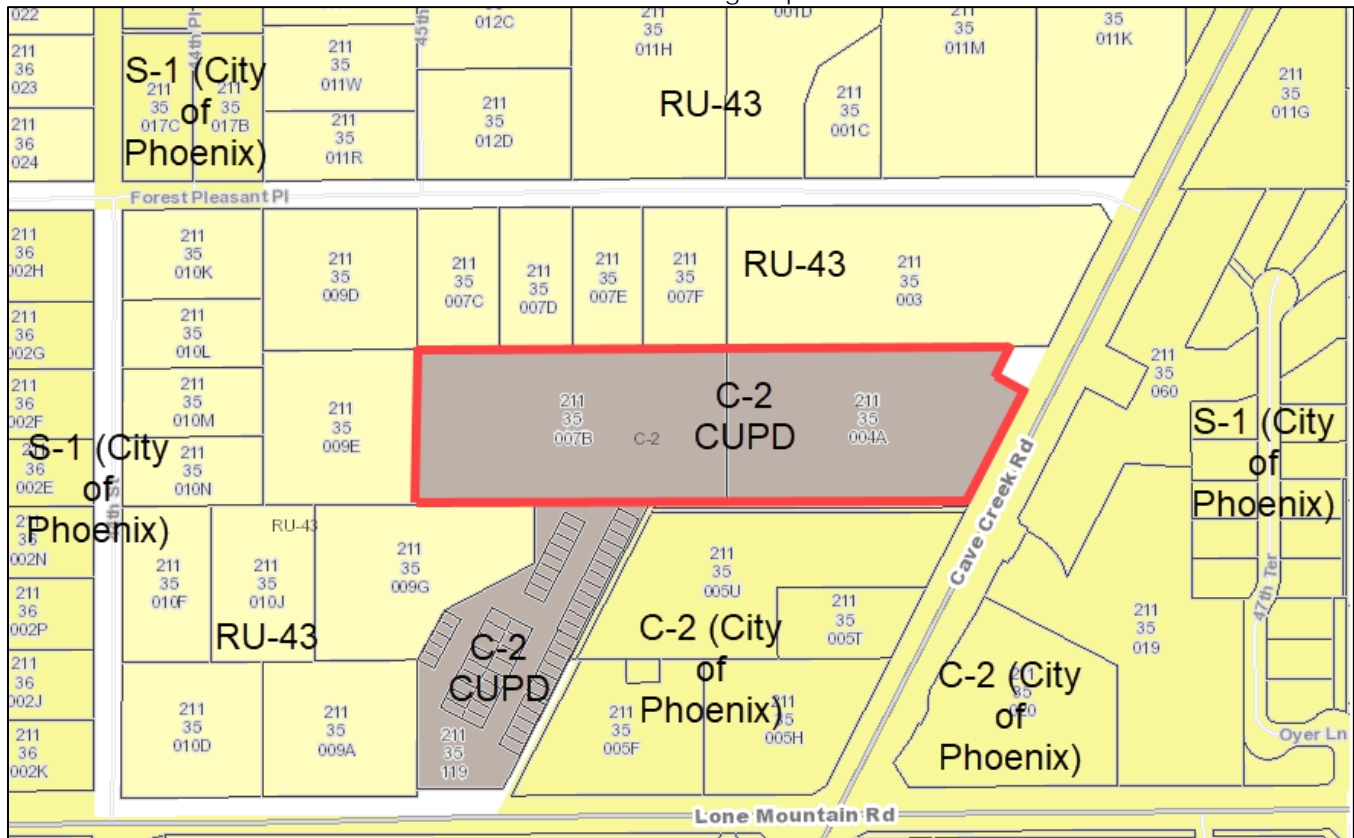 022
211
36
023
211
36
024
44th Pl
S-1 (City
of
Phoenix)
211
35
017C
211
35
017B
211
35
011W
211
35
011R
45th
012C
211
35
012D
211
35
011H
RU-43
001D
211
35
001C
211
35
011M
35
011K
211
35
011G
Forest Pleasant Pl
211
36
002H
211
36
002G
211
36
002F
36
002E
S-1 (City
of
Phoenix)
44th St
211
35
010K
211
35
010L
211
35
010M
211
35
010N
211
35
009D
211
35
009E
211
35
007C
211
35
007D
211
35
007E
211
35
007F
RU-43
211
35
003
211
35
007B
C-2
C-2
CUPD
211
35
004A
Cave Creek Rd
211
35
060
S-1 (City
of
Phoenix)
002N
211
36
002P
211
36
002J
211
36
002K
RU-43
211
35
010F
211
35
010J
RU-43
211
35
009G
211
35
010D
211
35
009A
C-2
CUPD
211
35
119
211
35
005U
211
35
005T
C-2 (City
of
Phoenix)
211
35
005F
35
005H
C-2 (City
of
Phoenix)
211
35
019
47th Ter
Oyer Ln
Lone Mountain Rd